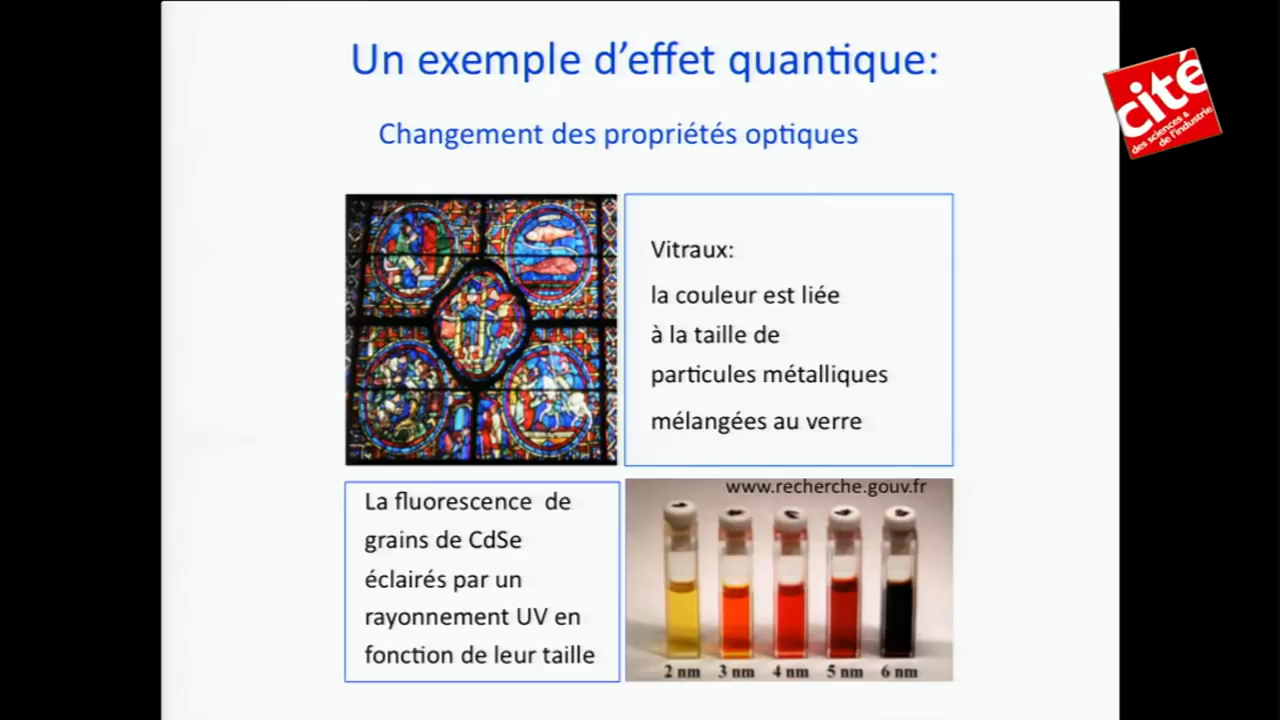 Un exemple d'effet quantique:
Changement des propriétés optiques
cité
des sciences &
de l'industrie
Vitraux:
la couleur est liée
à la taille de
particules métalliques
mélangées au verre
La fluorescence de
grains de CdSe
éclairés par un
rayonnement UV en
fonction de leur taille
www.recherche.gouv.fr
2 nm 3 nm 4 nm 5 nm 6 nm